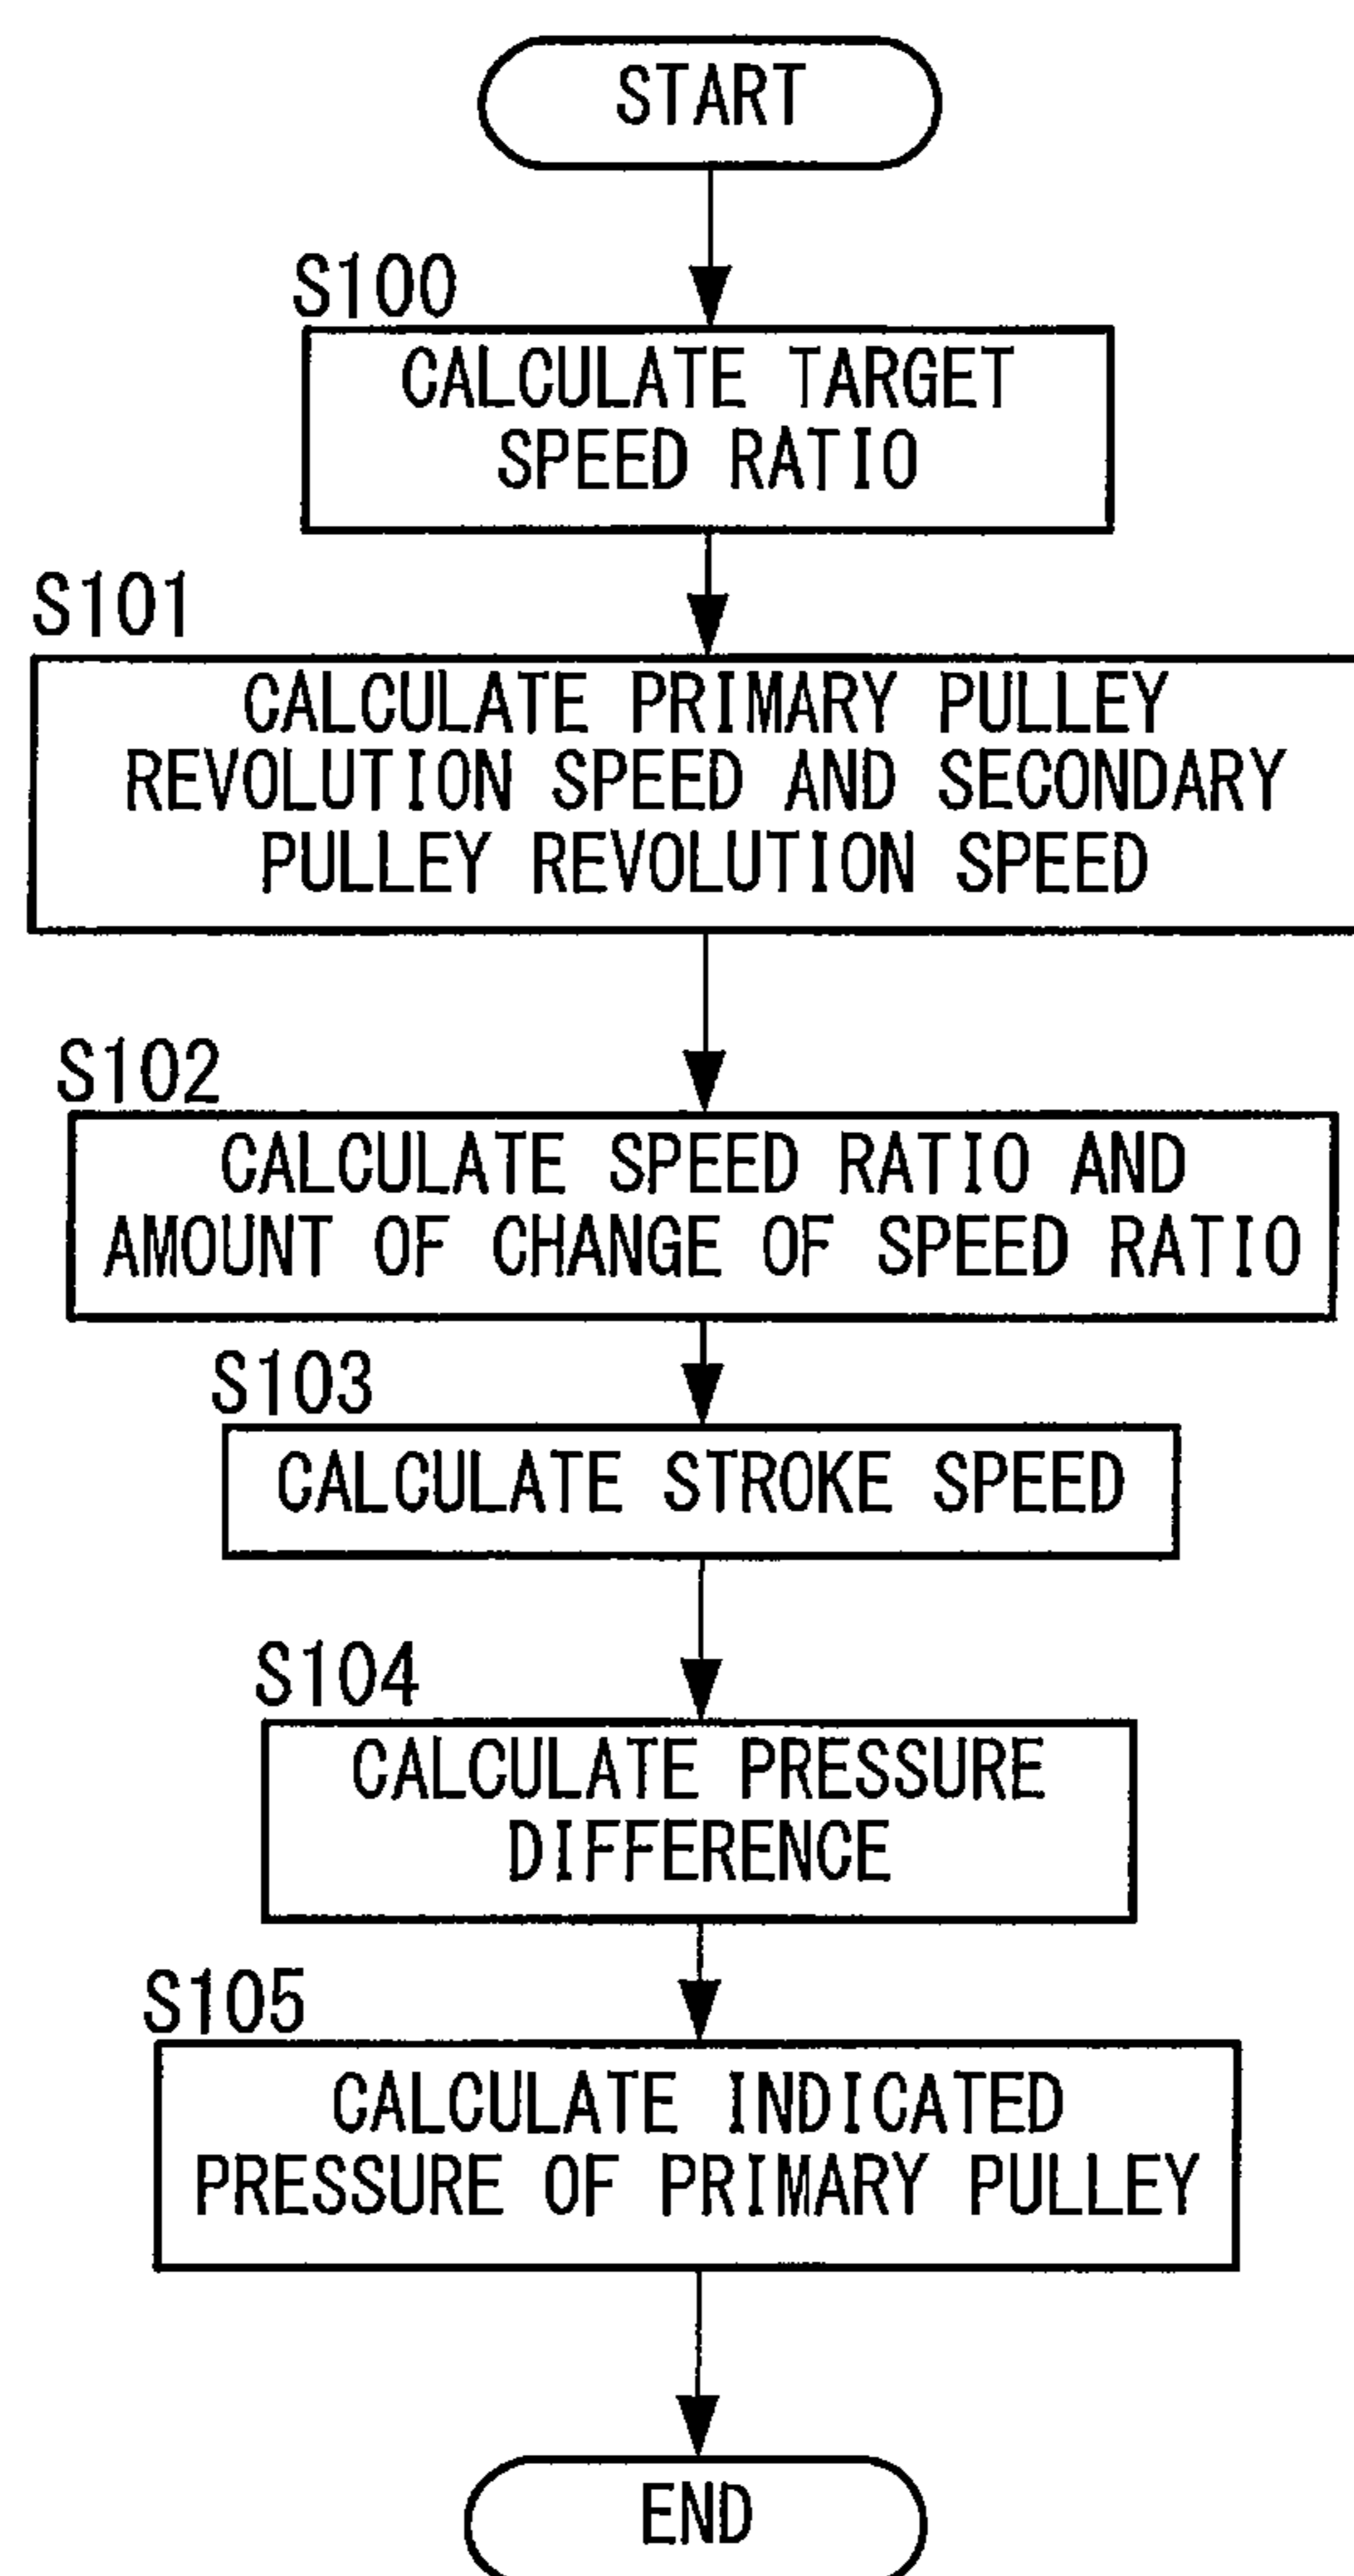 START
S100
CALCULATE TARGET
SPEED RATIO
S101
CALCULATE PRIMARY PULLEY
REVOLUTION SPEED AND SECONDARY
PULLEY REVOLUTION SPEED
S102
CALCULATE SPEED RATIO AND
AMOUNT OF CHANGE OF SPEED RATIO
S103
CALCULATE STROKE SPEED
S104
CALCULATE PRESSURE
DIFFERENCE
S105
CALCULATE INDICATED
PRESSURE OF PRIMARY PULLEY
END